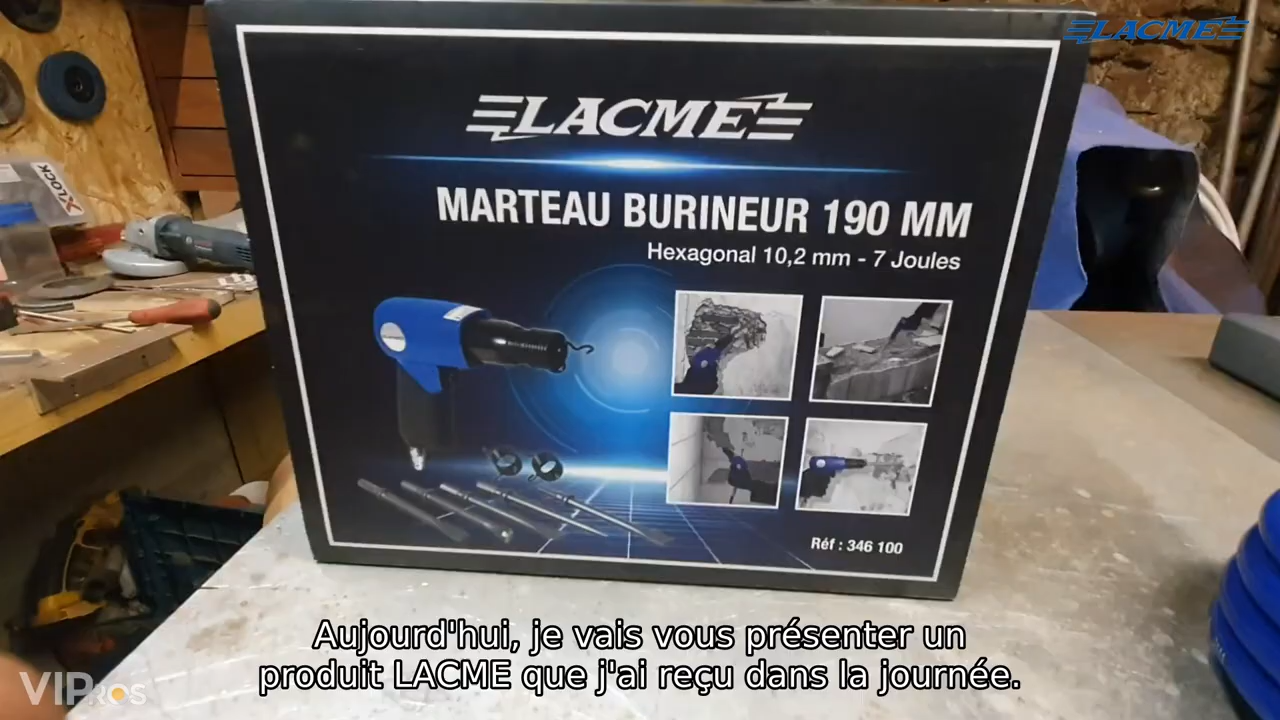 LACME
LACME
MARTEAU BURINEUR 190 MM
Hexagonal 10,2 mm - 7 Joules
X-LOCK
Réf : 346 100
Aujourd'hui, je vais vous présenter un
produit LACME que j'ai reçu dans la journée.
VIPROS